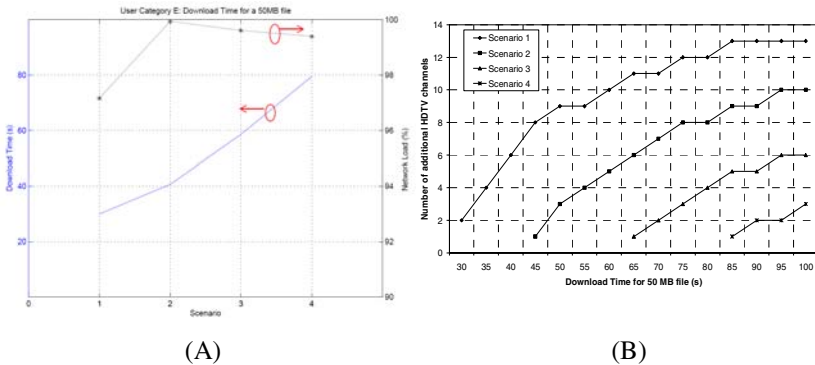 User Category E: Download Time for a 50MB file
Download Time (s)
80
60
40
20
0
1
2
3
4
Scenario
100
98
96
94
92
90
Network Load (%)
(A)
Number of additional HDTV channels
14
12
10
8
6
4
2
0
Scenario 1
Scenario 2
Scenario 3
Scenario 4
30 35 40 45 50 55 60 65 70 75 80 85 90 95 100
Download Time for 50 MB file (s)
(B)